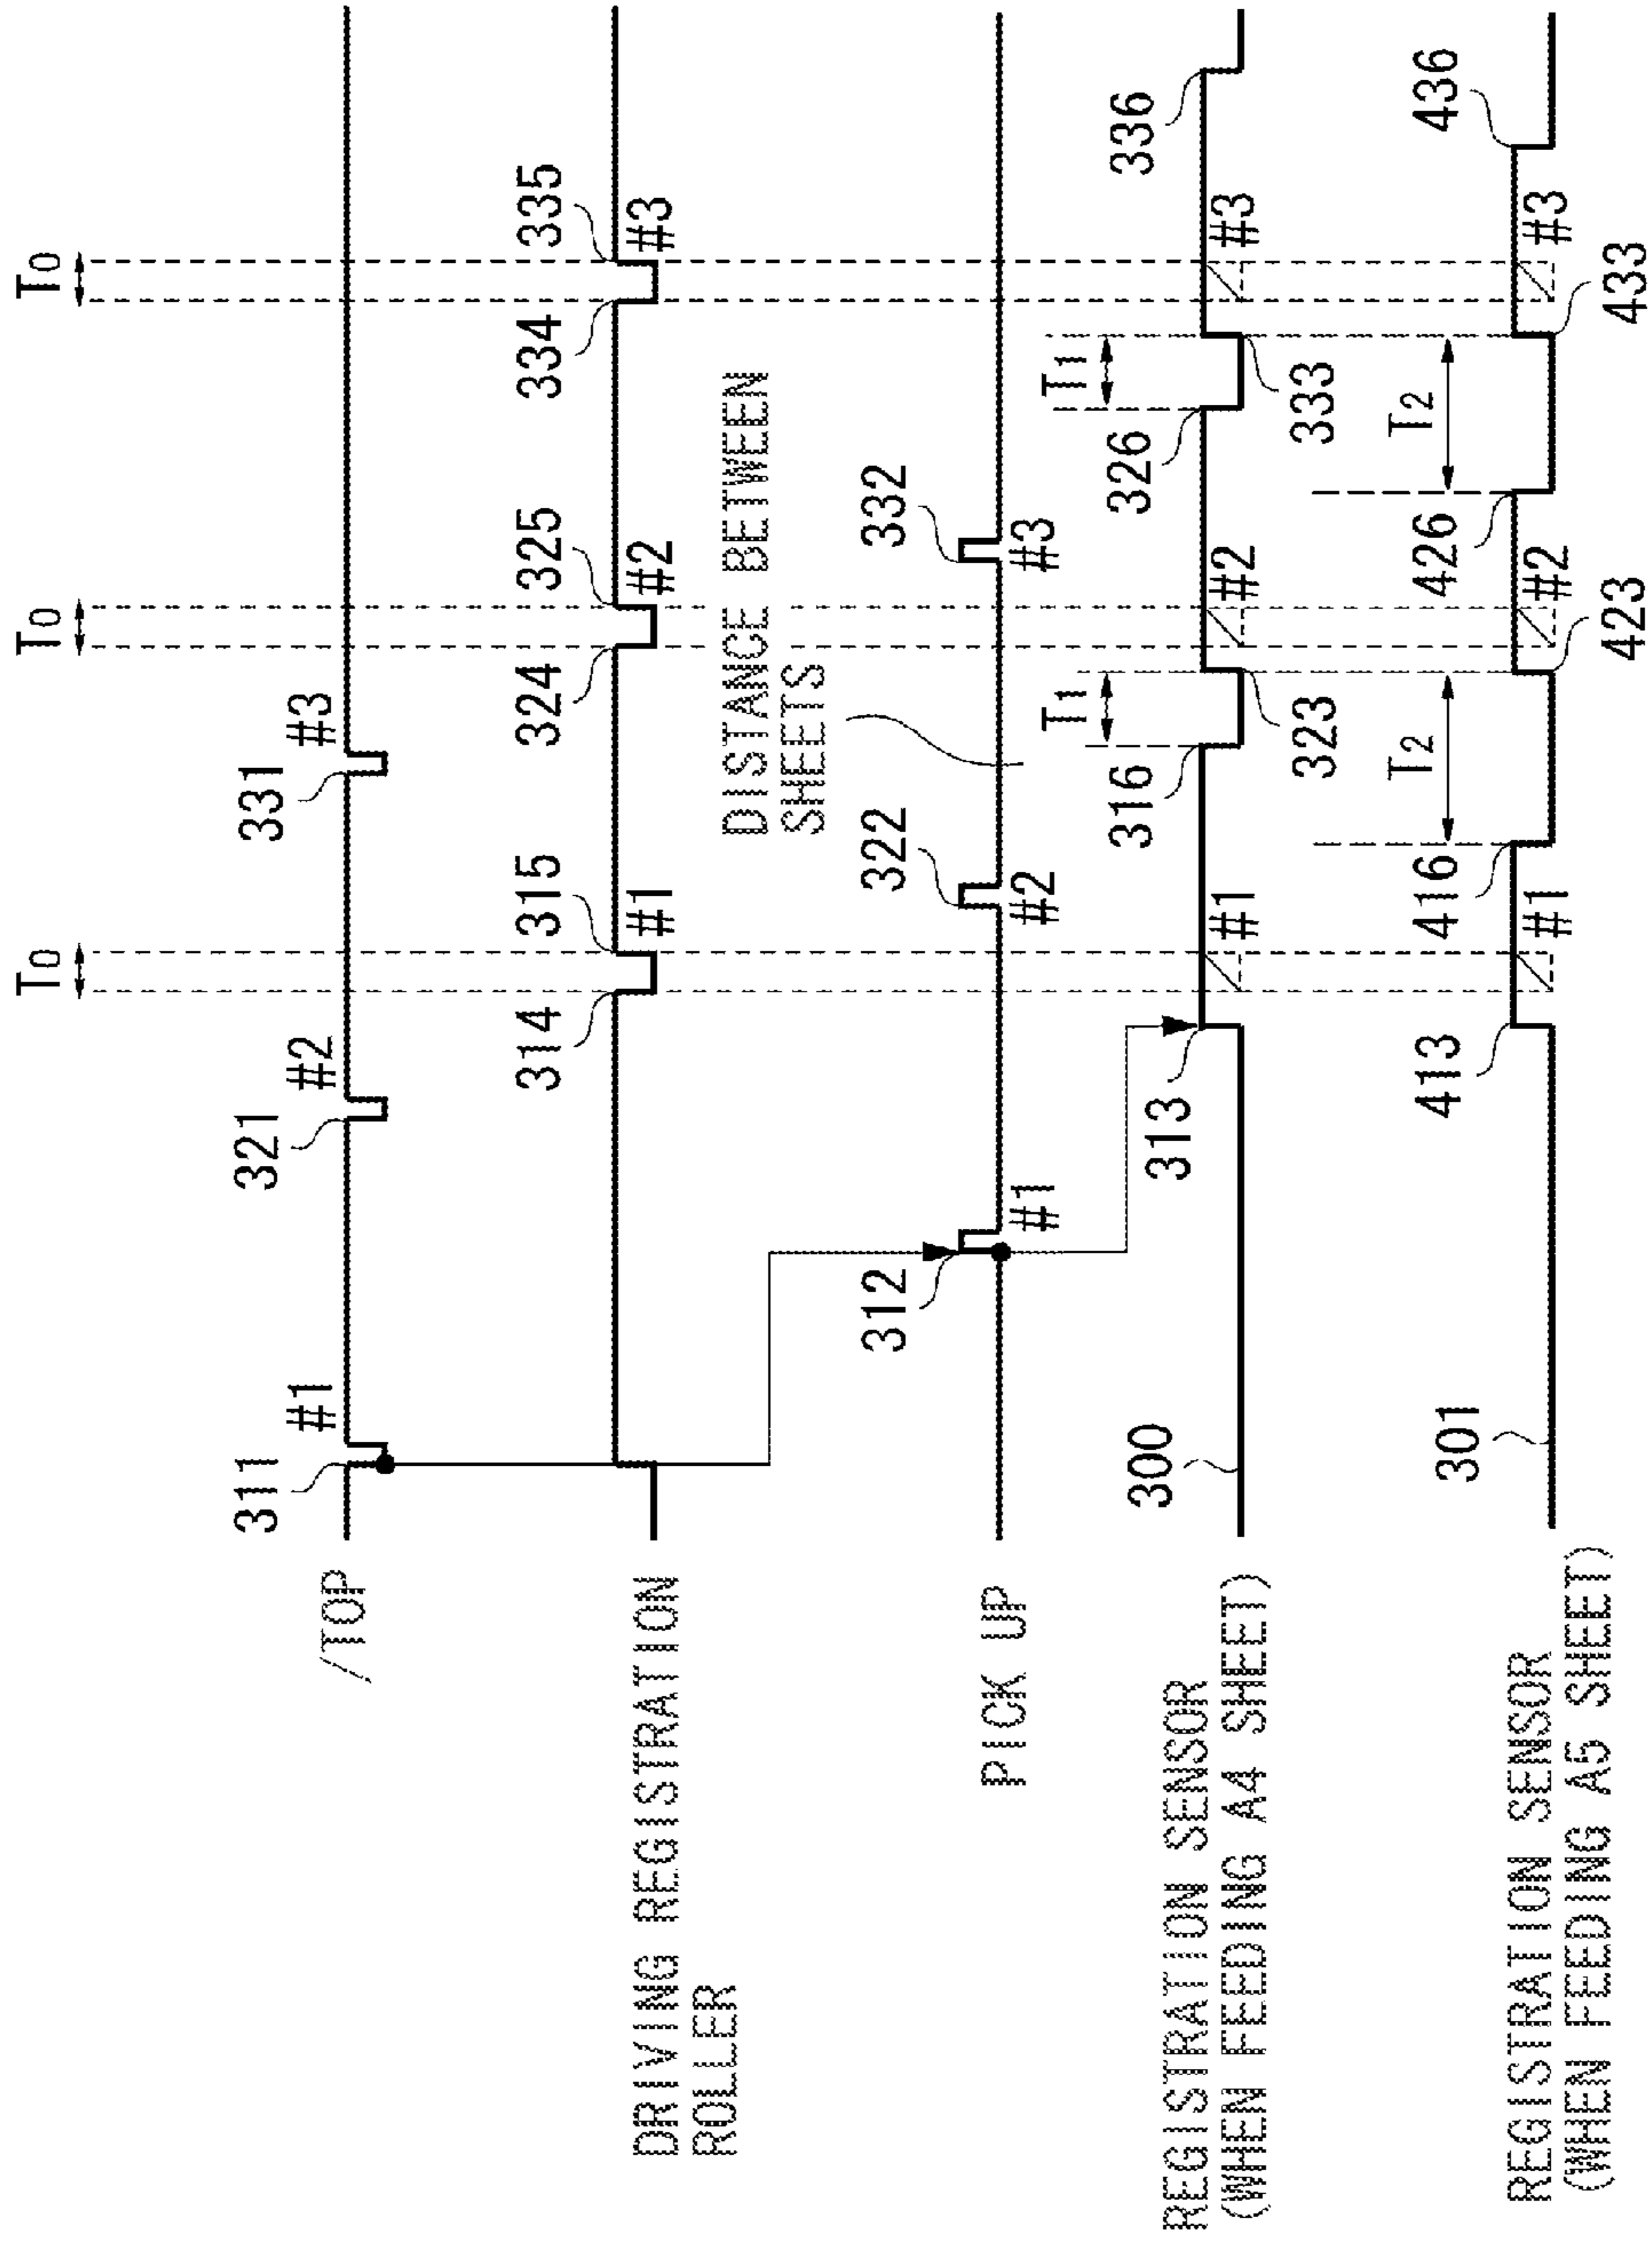 T0
T0
T0
/TOP
311
#1
321
#2
331
#3
DRIVING REGISTRATION
ROLLER
314
315
#1
324
325
#2
334
335
#3
DISTANCE BETWEEN
SHEETS
PICK UP
312
#1
322
#2
332
#3
REGISTRATION SENSOR
(WHEN FEEDING A4 SHEET)
300
313
#1
316
T1
323
#2
326
T1
333
#3
336
REGISTRATION SENSOR
(WHEN FEEDING A5 SHEET)
301
413
#1
416
T2
423
#2
426
T2
433
#3
436